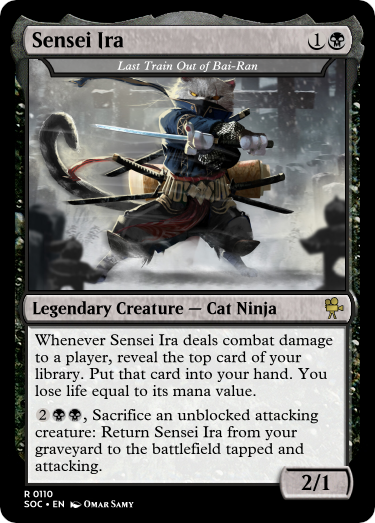 Sensei Ira
1
Last Train Out of Bai-Ran
Legendary Creature — Cat Ninja
Whenever Sensei Ira deals combat damage
to a player, reveal the top card of your
library. Put that card into your hand. You
lose life equal to its mana value.
2, Sacrifice an unblocked attacking
creature: Return Sensei Ira from your
graveyard to the battlefield tapped and
attacking.
2/1
R 0110
SOC • EN Omar Samy